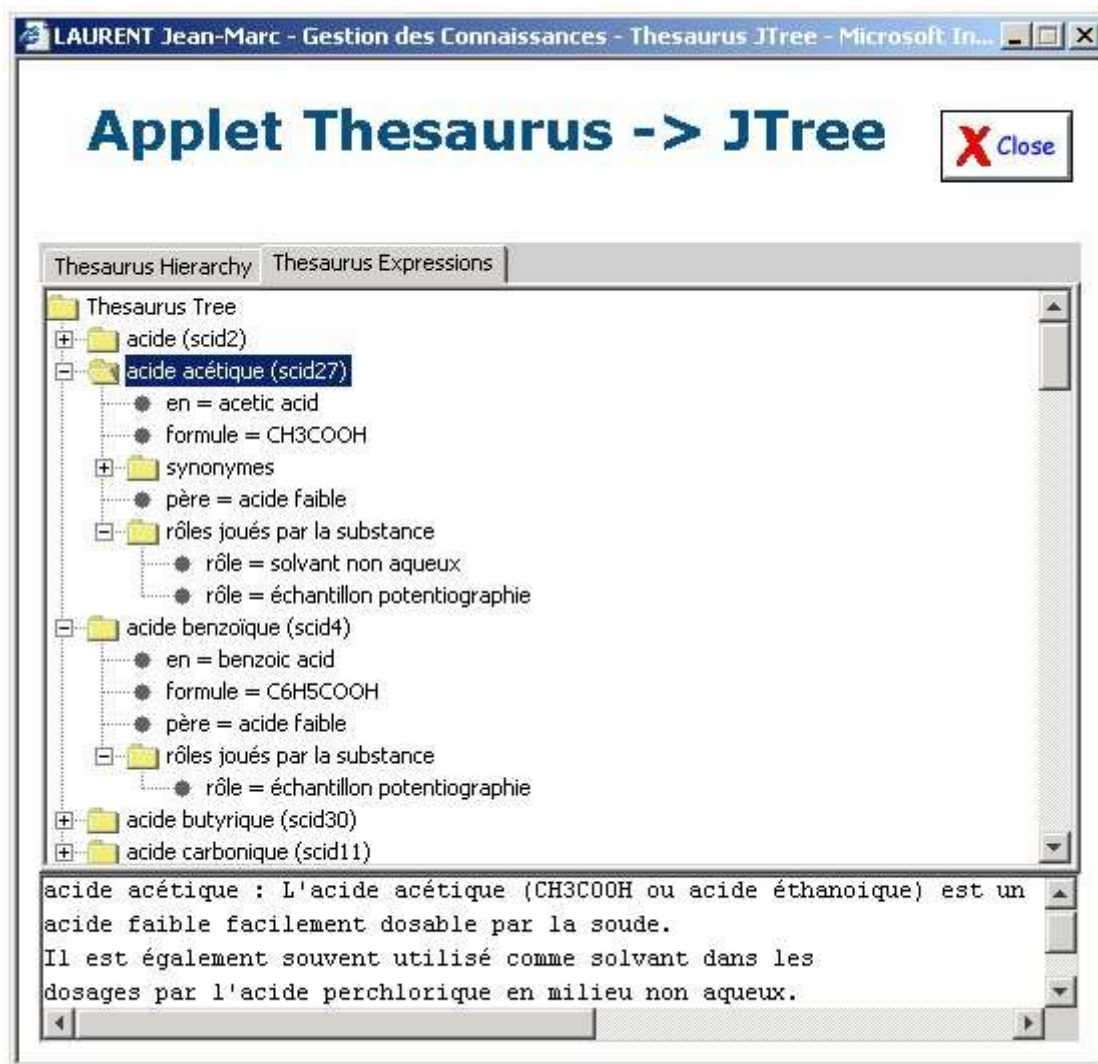 LAURENT Jean-Marc - Gestion des Connaissances - Thesaurus JTree - Microsoft In...
Applet Thesaurus -> JTree
X Close
Thesaurus Hierarchy Thesaurus Expressions
Thesaurus Tree
acide (scid2)
acide acétique (scid27)
en = acetic acid
formule = CH3COOH
synonymes
père = acide faible
rôles joués par la substance
rôle = solvant non aqueux
rôle = échantillon potentiographie
acide benzoïque (scid4)
en = benzoic acid
formule = C6H5COOH
père = acide faible
rôles joués par la substance
rôle = échantillon potentiographie
acide butyrique (scid30)
acide carbonique (scid11)
acide acétique : L'acide acétique (CH3COOH ou acide éthanoique) est un
acide faible facilement dosable par la soude.
Il est également souvent utilisé comme solvant dans les
dosages par l'acide perchlorique en milieu non aqueux.